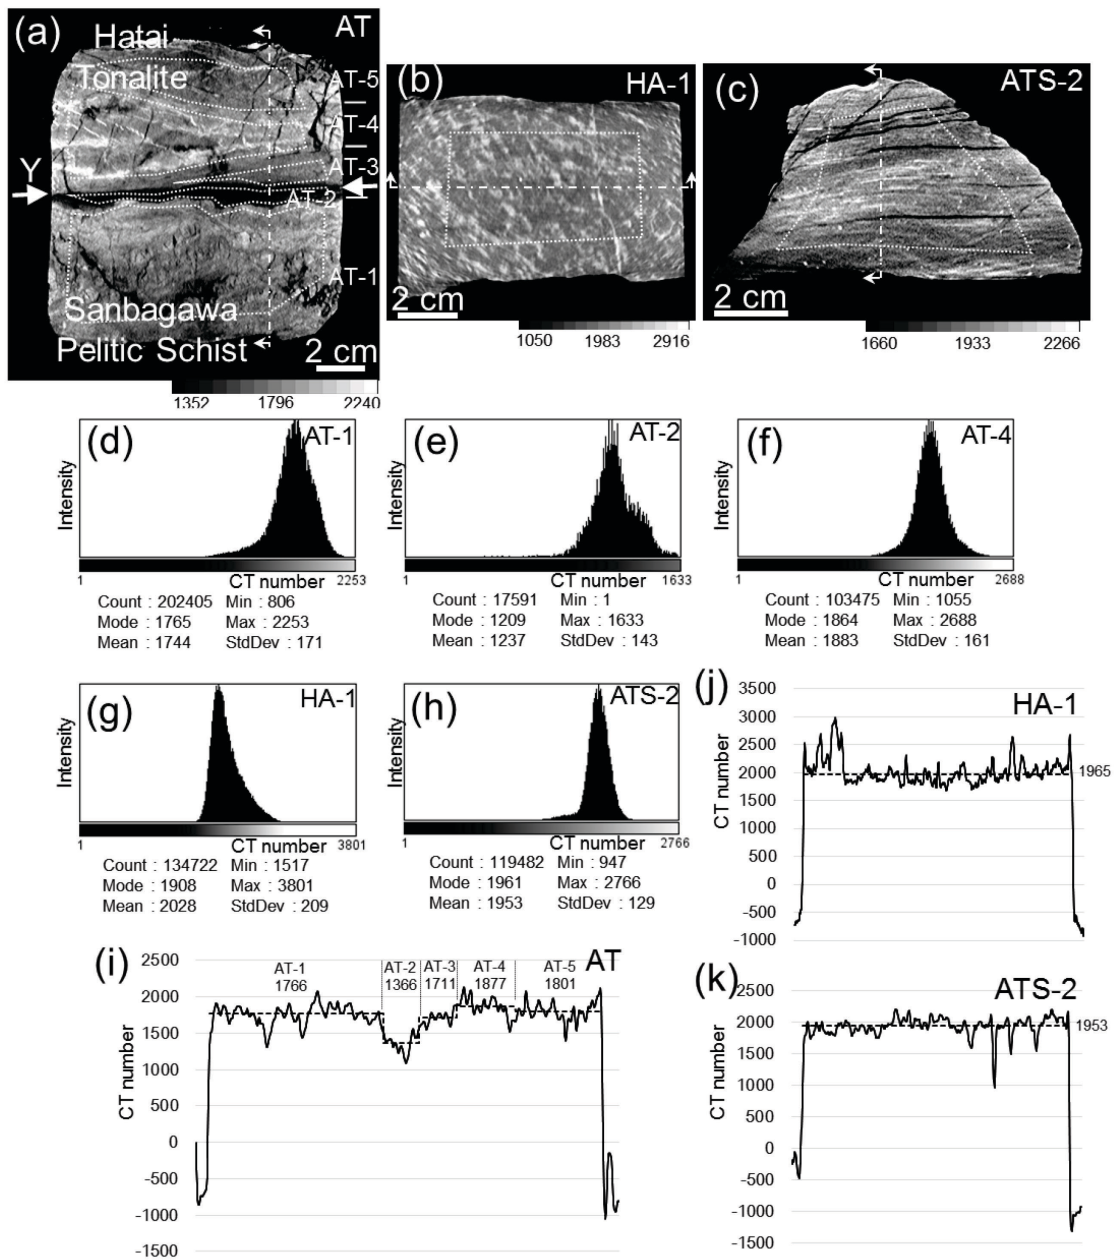 (a)
Hatai
Tonalite
AT
AT-5
AT-4
AT-3
AT-2
AT-1
Y
Sanbagawa
Pelitic Schist
2 cm
1352 1796 2240
(b)
HA-1
2 cm
1050 1983 2916
(c)
ATS-2
2 cm
1660 1933 2266
(d)
AT-1
Intensity
1 CT number 2253
Count : 202405 Min : 806
Mode : 1765 Max : 2253
Mean : 1744 StdDev : 171
(e)
AT-2
Intensity
1 CT number 1633
Count : 17591 Min : 1
Mode : 1209 Max : 1633
Mean : 1237 StdDev : 143
(f)
AT-4
Intensity
1 CT number 2688
Count : 103475 Min : 1055
Mode : 1864 Max : 2688
Mean : 1883 StdDev : 161
(g)
HA-1
Intensity
1 CT number 3801
Count : 134722 Min : 1517
Mode : 1908 Max : 3801
Mean : 2028 StdDev : 209
(h)
ATS-2
Intensity
1 CT number 2766
Count : 119482 Min : 947
Mode : 1961 Max : 2766
Mean : 1953 StdDev : 129
(j)
HA-1
CT number
3500
3000
2500
2000
1500
1000
500
0
-500
-1000
1965
(i)
AT
CT number
2500
2000
1500
1000
500
0
-500
-1000
-1500
AT-1 AT-2 AT-3 AT-4 AT-5
1766 1366 1711 1877 1801
(k)
ATS-2
CT number
2500
2000
1500
1000
500
0
-500
-1000
-1500
1953